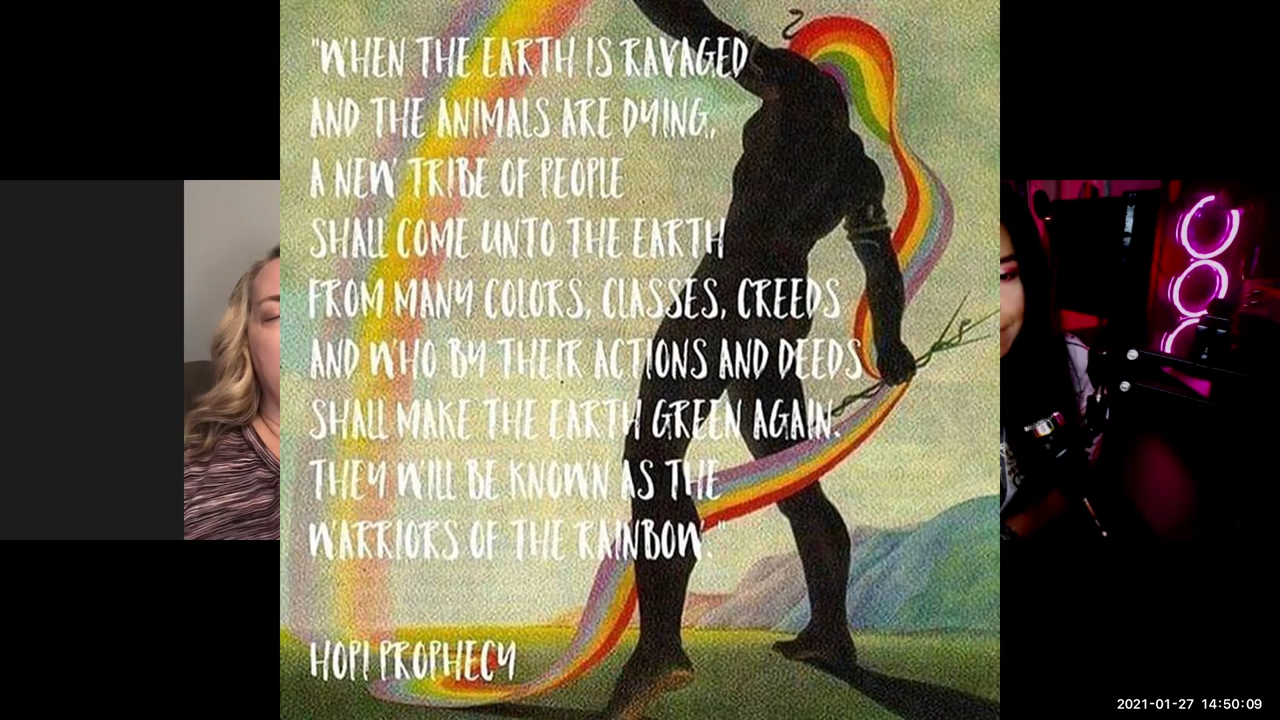 "WHEN THE EARTH IS RAVAGED
AND THE ANIMALS ARE DYING,
A NEW TRIBE OF PEOPLE
SHALL COME UNTO THE EARTH
FROM MANY COLORS, CLASSES, CREEDS
AND WHO BY THEIR ACTIONS AND DEEDS
SHALL MAKE THE EARTH GREEN AGAIN.
THEY WILL BE KNOWN AS THE
WARRIORS OF THE RAINBOW."
HOPI PROPHECY
2021-01-27 14:50:09